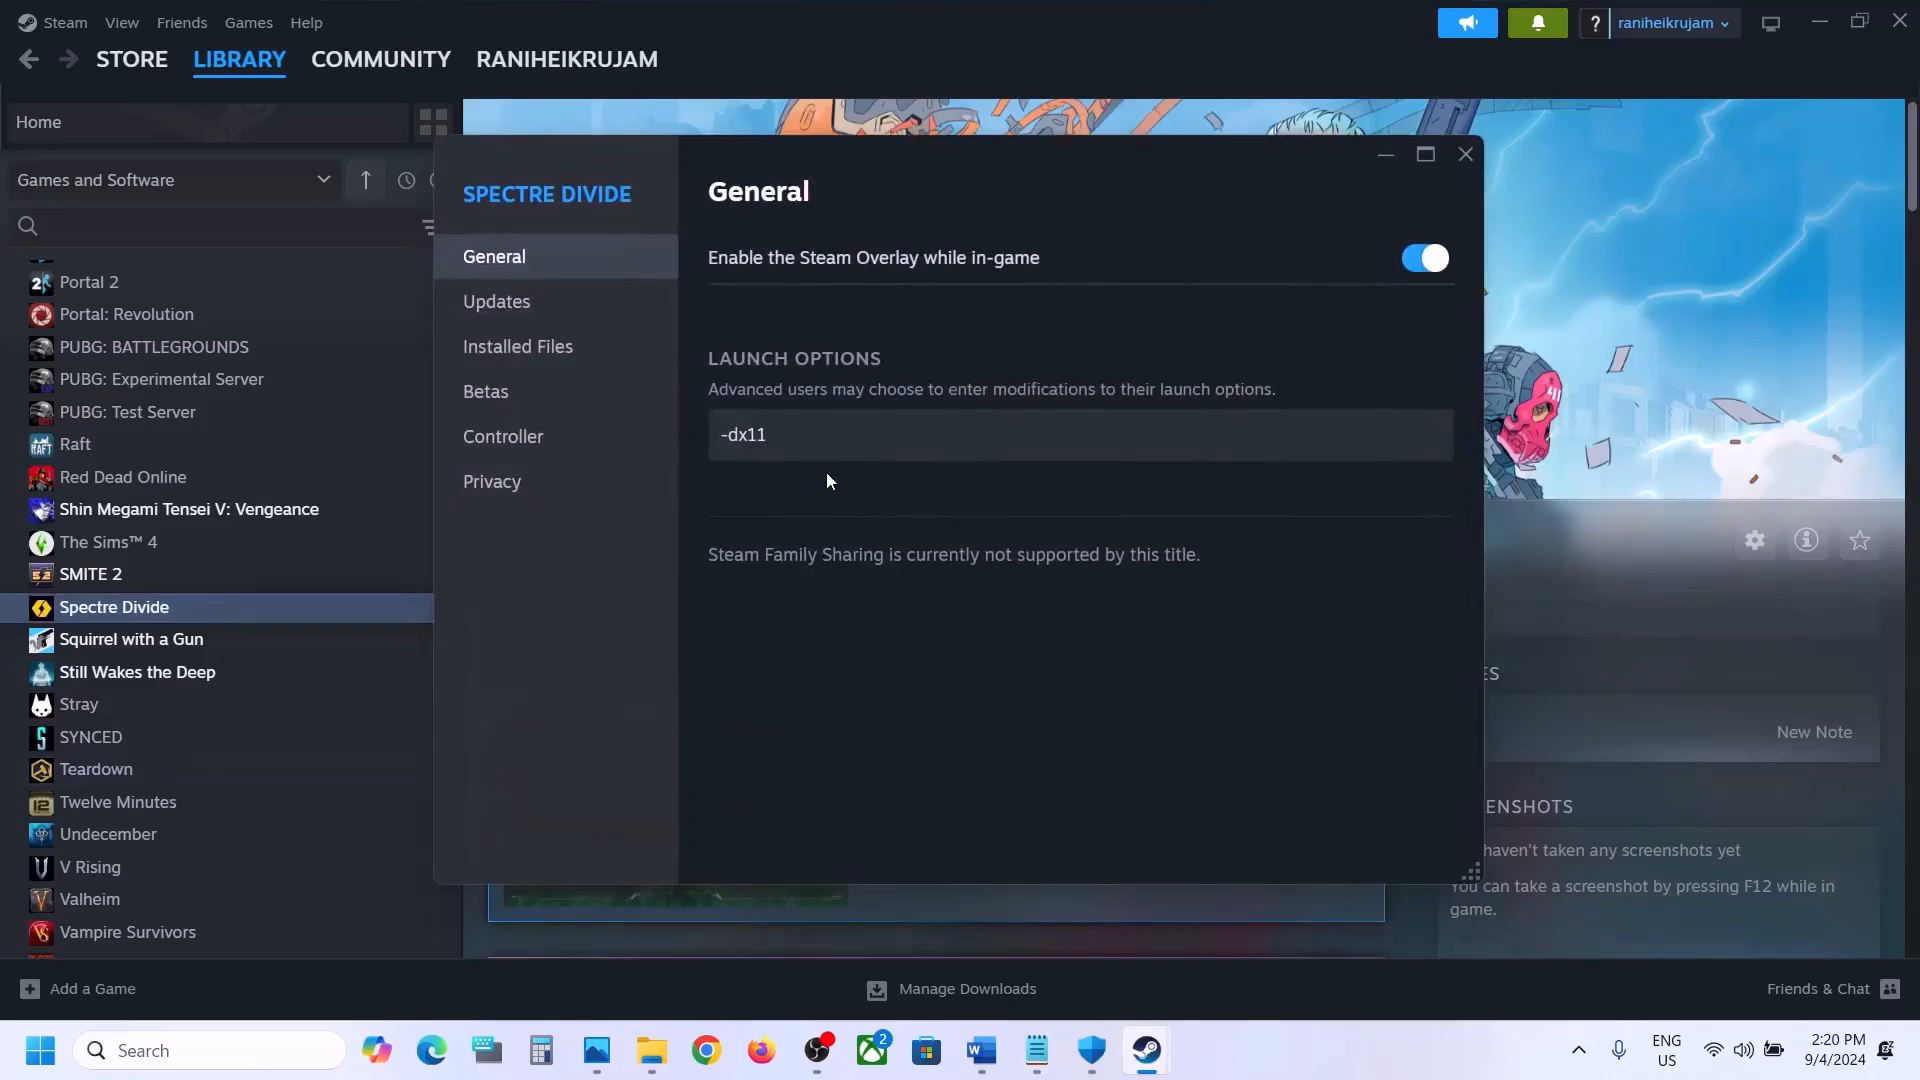 Steam View Friends Games Help
? raniheikrujam
STORE LIBRARY COMMUNITY RANIHEIKRUJAM
Home
Games and Software
Portal 2
Portal: Revolution
PUBG: BATTLEGROUNDS
PUBG: Experimental Server
PUBG: Test Server
Raft
Red Dead Online
Shin Megami Tensei V: Vengeance
The Sims™ 4
SMITE 2
Spectre Divide
Squirrel with a Gun
Still Wakes the Deep
Stray
SYNCED
Teardown
Twelve Minutes
Undecember
V Rising
Valheim
Vampire Survivors
SPECTRE DIVIDE
General
Updates
Installed Files
Betas
Controller
Privacy
General
Enable the Steam Overlay while in-game
LAUNCH OPTIONS
Advanced users may choose to enter modifications to their launch options.
-dx11
Steam Family Sharing is currently not supported by this title.
ES
New Note
ENSHOTS
haven't taken any screenshots yet
You can take a screenshot by pressing F12 while in
game.
Add a Game
Manage Downloads
Friends & Chat
Search
2
ENG
US
2:20 PM
9/4/2024